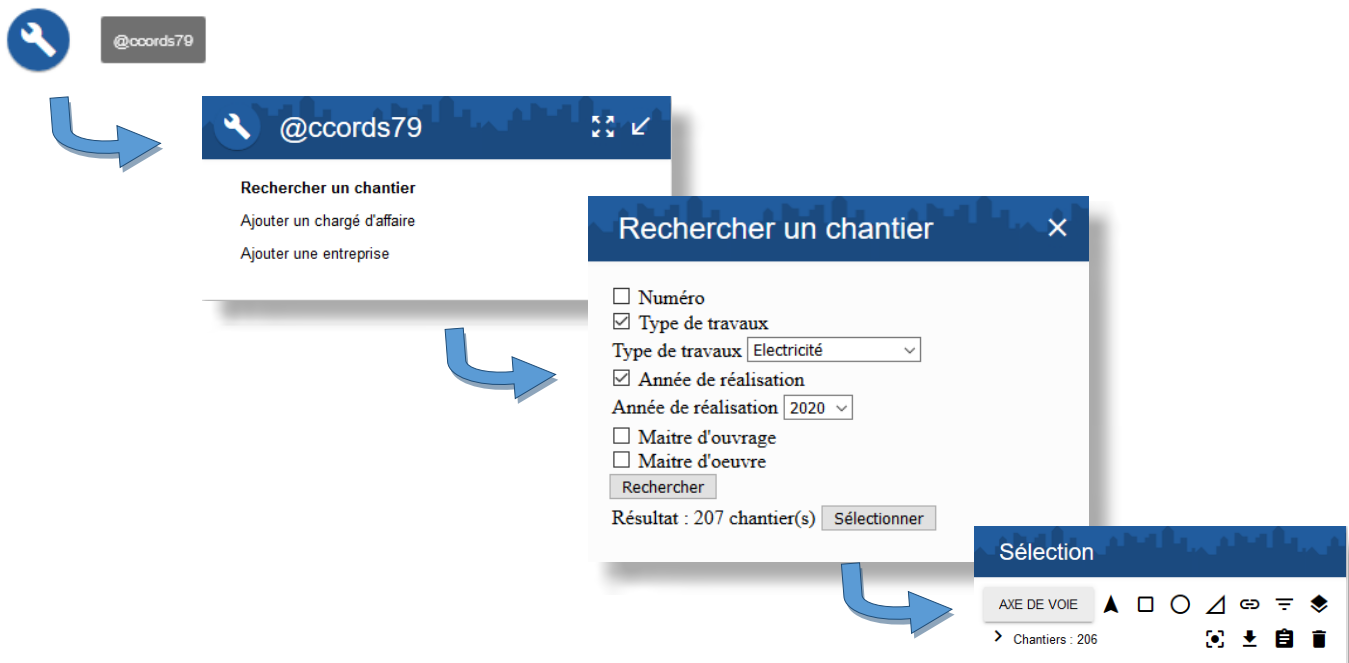 @ccords79
@ccords79
Rechercher un chantier
Ajouter un chargé d'affaire
Ajouter une entreprise
Rechercher un chantier
Numéro
Type de travaux
Type de travaux Electricité
Année de réalisation
Année de réalisation 2020
Maitre d'ouvrage
Maitre d'oeuvre
Rechercher
Résultat : 207 chantier(s) Sélectionner
Sélection
AXE DE VOIE
Chantiers : 206